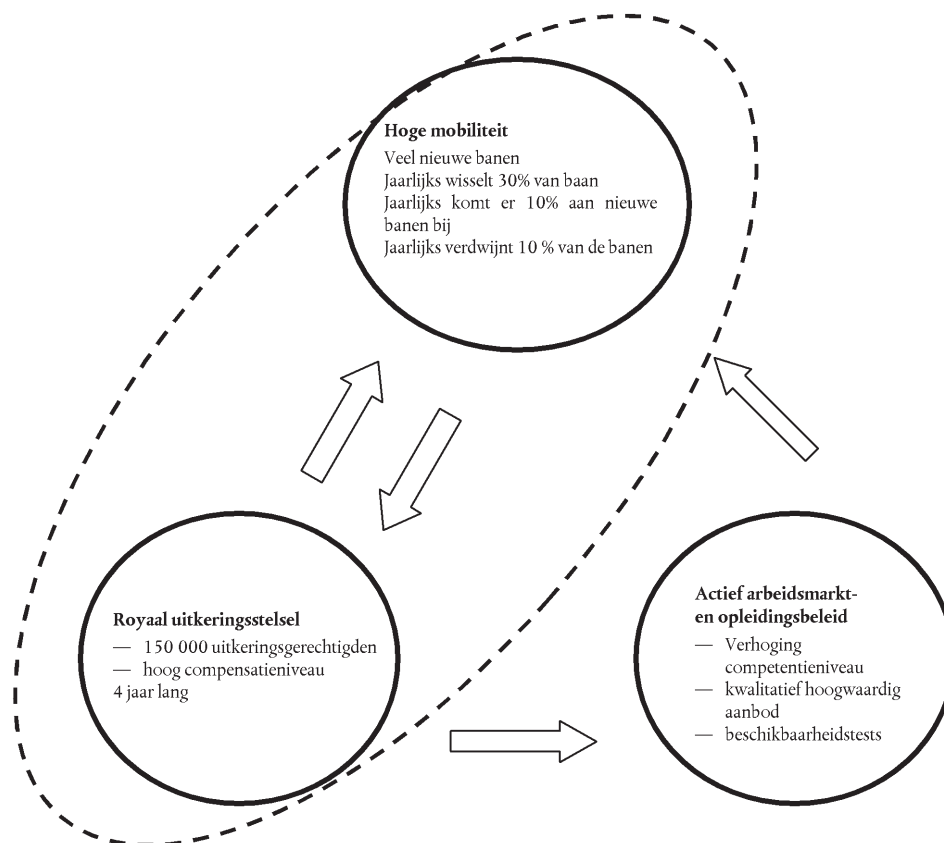 Hoge mobiliteit
Veel nieuwe banen
Jaarlijks wisselt 30% van baan
Jaarlijks komt er 10% aan nieuwe
banen bij
Jaarlijks verdwijnt 10 % van de banen
Royaal uitkeringsstelsel
— 150 000 uitkeringsgerechtigden
— hoog compensatieniveau
4 jaar lang
Actief arbeidsmarkt-
en opleidingsbeleid
— Verhoging
competentieniveau
— kwalitatief hoogwaardig
aanbod
— beschikbaarheidstests